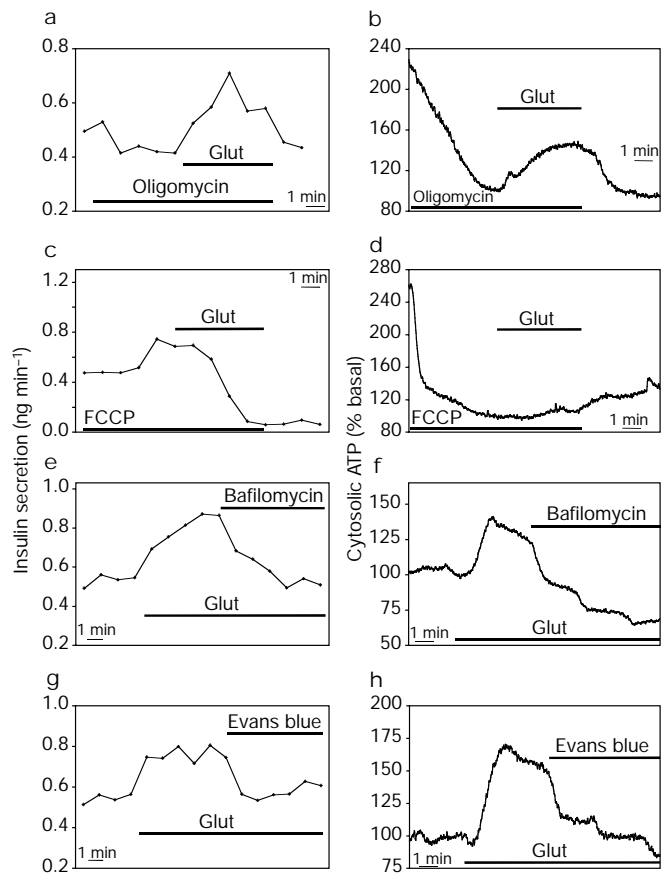 a
0.8
0.6
0.4
0.2
Glut
Oligomycin
1 min
b
240
200
160
120
80
Glut
1 min
Oligomycin
c
1.2
0.8
0.4
0.0
1 min
Glut
FCCP
d
280
240
200
160
120
80
Glut
FCCP
1 min
e
1.0
0.8
0.6
0.4
0.2
Bafilomycin
Glut
1 min
f
150
125
100
75
50
Bafilomycin
1 min
Glut
g
1.0
0.8
0.6
0.4
0.2
Evans blue
Glut
1 min
h
200
175
150
125
100
75
Evans blue
1 min
Glut
Insulin secretion (ng min⁻¹)
Cytosolic ATP (% basal)